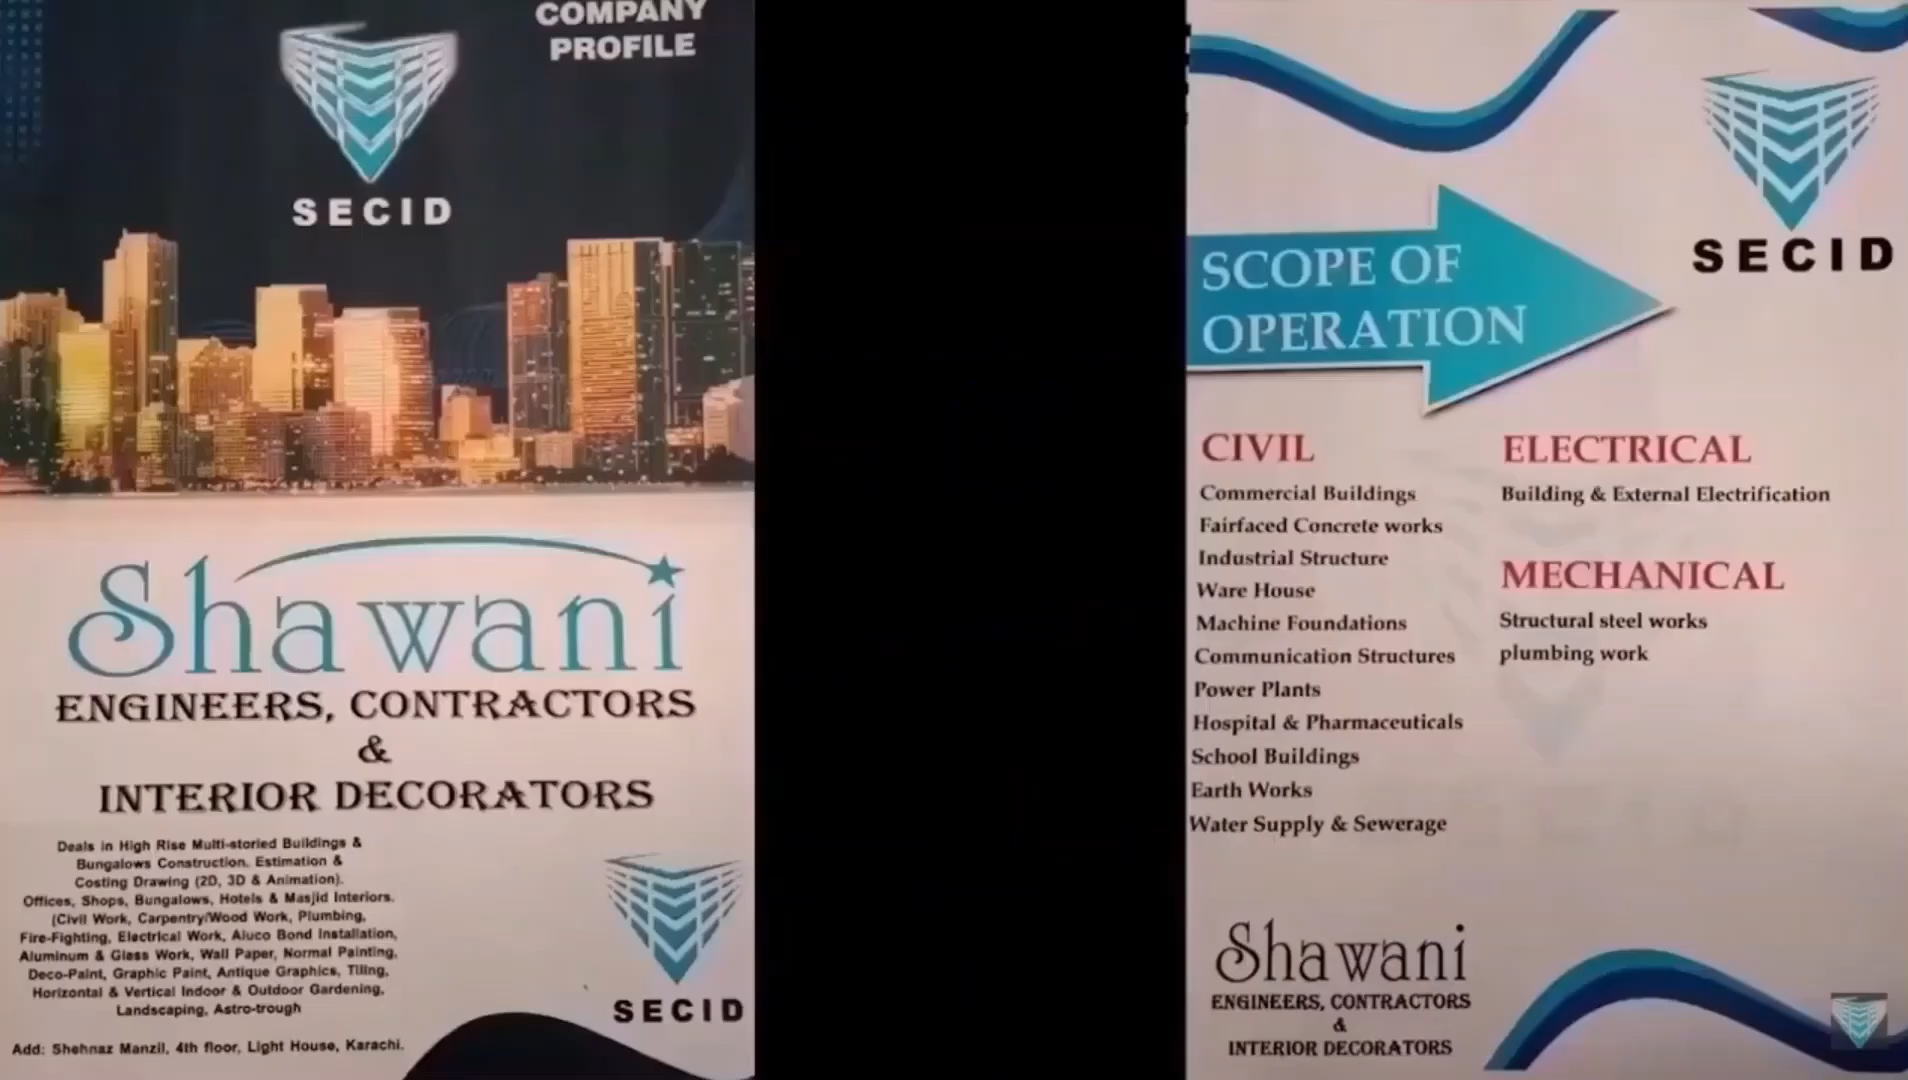 COMPANY
PROFILE
SECID
Shawani
ENGINEERS, CONTRACTORS
&
INTERIOR DECORATORS
Deals in High Rise Multi-storied Buildings &
Bungalows Construction. Estimation &
Costing Drawing (2D, 3D & Animation).
Offices, Shops, Bungalows, Hotels & Masjid Interiors.
(Civil Work, Carpentry/Wood Work, Plumbing,
Fire-Fighting, Electrical Work, Aluco Bond Installation,
Aluminum & Glass Work, Wall Paper, Normal Painting,
Deco-Paint, Graphic Paint, Antique Graphics, Tiling,
Horizontal & Vertical Indoor & Outdoor Gardening,
Landscaping, Astro-trough
Add: Shehnaz Manzil, 4th floor, Light House, Karachi.
SECID
SECID
SCOPE OF
OPERATION
CIVIL
Commercial Buildings
Fairfaced Concrete works
Industrial Structure
Ware House
Machine Foundations
Communication Structures
Power Plants
Hospital & Pharmaceuticals
School Buildings
Earth Works
Water Supply & Sewerage
ELECTRICAL
Building & External Electrification
MECHANICAL
Structural steel works
plumbing work
Shawani
ENGINEERS, CONTRACTORS
&
INTERIOR DECORATORS